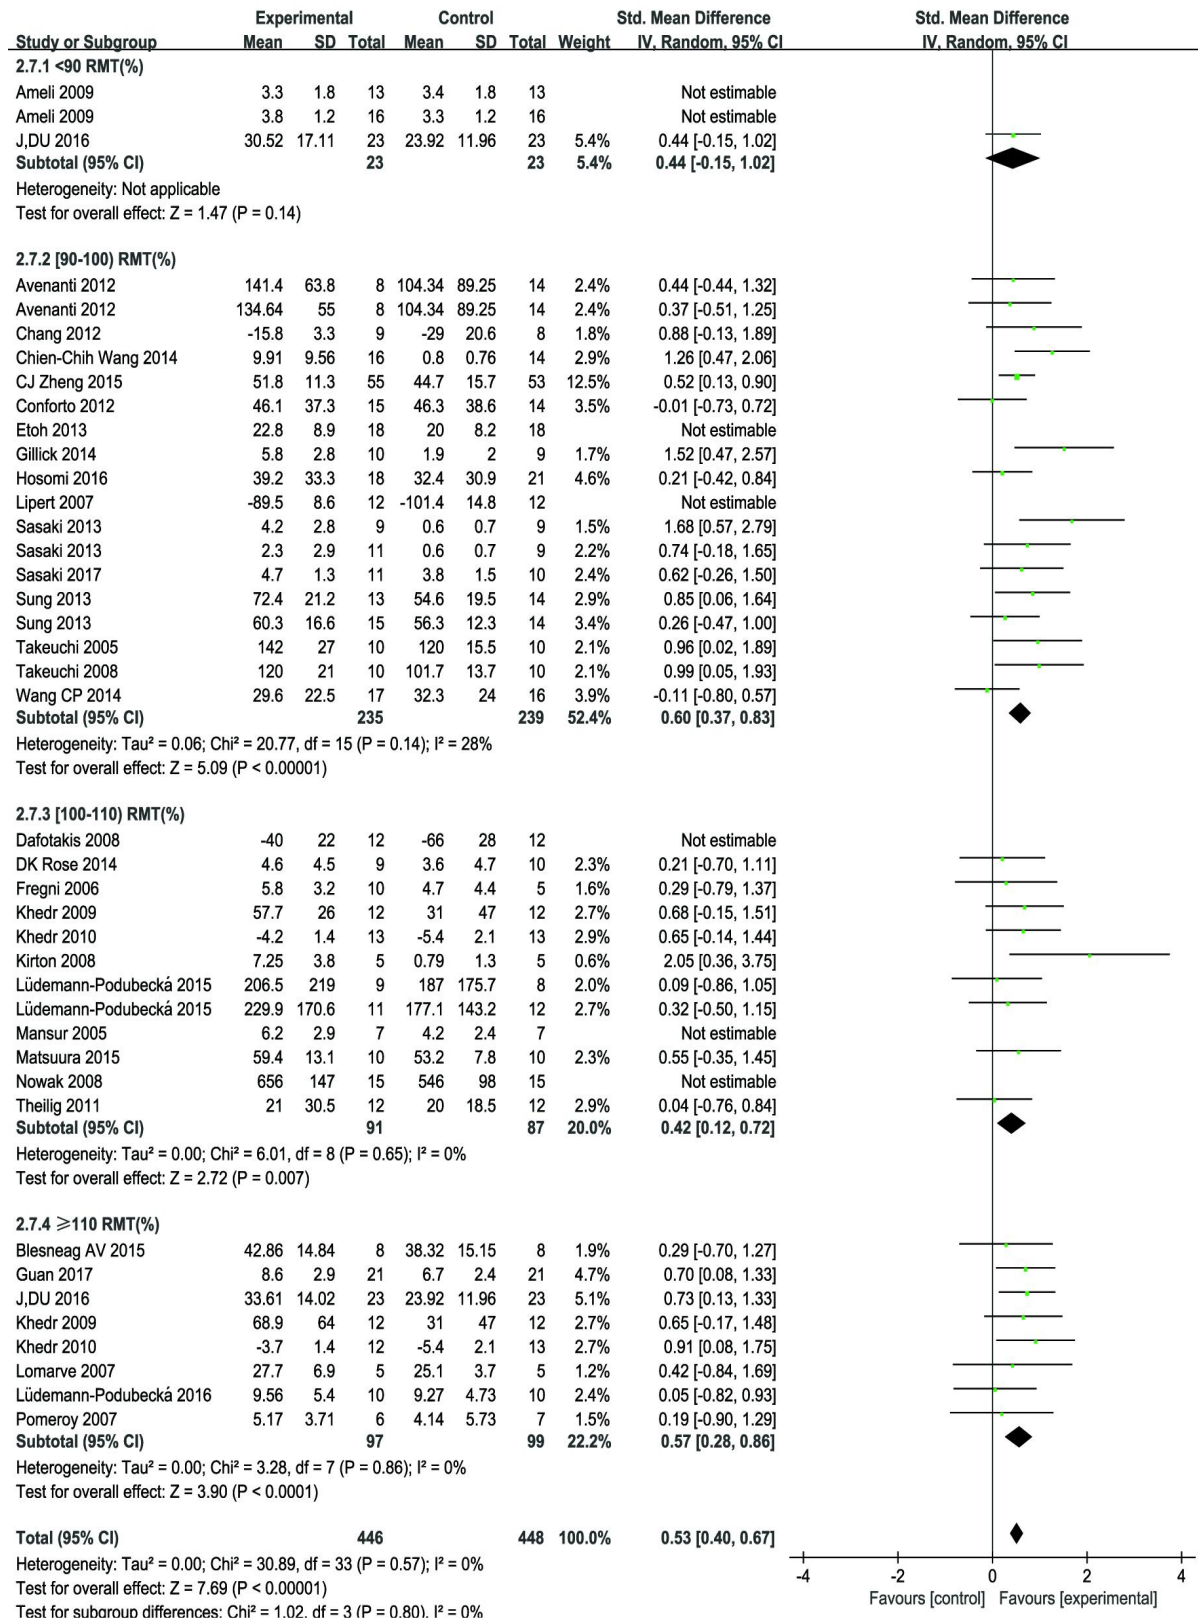 Experimental Control Std. Mean Difference Std. Mean Difference
Study or Subgroup Mean SD Total Mean SD Total Weight IV, Random, 95% CI IV, Random, 95% CI
2.7.1 <90 RMT(%)
Ameli 2009 3.3 1.8 13 3.4 1.8 13 Not estimable
Ameli 2009 3.8 1.2 16 3.3 1.2 16 Not estimable
J,DU 2016 30.52 17.11 23 23.92 11.96 23 5.4% 0.44 [-0.15, 1.02]
Subtotal (95% CI) 23 23 5.4% 0.44 [-0.15, 1.02]
Heterogeneity: Not applicable
Test for overall effect: Z = 1.47 (P = 0.14)
2.7.2 [90-100) RMT(%)
Avenanti 2012 141.4 63.8 8 104.34 89.25 14 2.4% 0.44 [-0.44, 1.32]
Avenanti 2012 134.64 55 8 104.34 89.25 14 2.4% 0.37 [-0.51, 1.25]
Chang 2012 -15.8 3.3 9 -29 20.6 8 1.8% 0.88 [-0.13, 1.89]
Chien-Chih Wang 2014 9.91 9.56 16 0.8 0.76 14 2.9% 1.26 [0.47, 2.06]
CJ Zheng 2015 51.8 11.3 55 44.7 15.7 53 12.5% 0.52 [0.13, 0.90]
Conforto 2012 46.1 37.3 15 46.3 38.6 14 3.5% -0.01 [-0.73, 0.72]
Etoh 2013 22.8 8.9 18 20 8.2 18 Not estimable
Gillick 2014 5.8 2.8 10 1.9 2 9 1.7% 1.52 [0.47, 2.57]
Hosomi 2016 39.2 33.3 18 32.4 30.9 21 4.6% 0.21 [-0.42, 0.84]
Lipert 2007 -89.5 8.6 12 -101.4 14.8 12 Not estimable
Sasaki 2013 4.2 2.8 9 0.6 0.7 9 1.5% 1.68 [0.57, 2.79]
Sasaki 2013 2.3 2.9 11 0.6 0.7 9 2.2% 0.74 [-0.18, 1.65]
Sasaki 2017 4.7 1.3 11 3.8 1.5 10 2.4% 0.62 [-0.26, 1.50]
Sung 2013 72.4 21.2 13 54.6 19.5 14 2.9% 0.85 [0.06, 1.64]
Sung 2013 60.3 16.6 15 56.3 12.3 14 3.4% 0.26 [-0.47, 1.00]
Takeuchi 2005 142 27 10 120 15.5 10 2.1% 0.96 [0.02, 1.89]
Takeuchi 2008 120 21 10 101.7 13.7 10 2.1% 0.99 [0.05, 1.93]
Wang CP 2014 29.6 22.5 17 32.3 24 16 3.9% -0.11 [-0.80, 0.57]
Subtotal (95% CI) 235 239 52.4% 0.60 [0.37, 0.83]
Heterogeneity: Tau² = 0.06; Chi² = 20.77, df = 15 (P = 0.14); I² = 28%
Test for overall effect: Z = 5.09 (P < 0.00001)
2.7.3 [100-110) RMT(%)
Dafotakis 2008 -40 22 12 -66 28 12 Not estimable
DK Rose 2014 4.6 4.5 9 3.6 4.7 10 2.3% 0.21 [-0.70, 1.11]
Fregni 2006 5.8 3.2 10 4.7 4.4 5 1.6% 0.29 [-0.79, 1.37]
Khedr 2009 57.7 26 12 31 47 12 2.7% 0.68 [-0.15, 1.51]
Khedr 2010 -4.2 1.4 13 -5.4 2.1 13 2.9% 0.65 [-0.14, 1.44]
Kirton 2008 7.25 3.8 5 0.79 1.3 5 0.6% 2.05 [0.36, 3.75]
Lüdemann-Podubecká 2015 206.5 219 9 187 175.7 8 2.0% 0.09 [-0.86, 1.05]
Lüdemann-Podubecká 2015 229.9 170.6 11 177.1 143.2 12 2.7% 0.32 [-0.50, 1.15]
Mansur 2005 6.2 2.9 7 4.2 2.4 7 Not estimable
Matsuura 2015 59.4 13.1 10 53.2 7.8 10 2.3% 0.55 [-0.35, 1.45]
Nowak 2008 656 147 15 546 98 15 Not estimable
Theilig 2011 21 30.5 12 20 18.5 12 2.9% 0.04 [-0.76, 0.84]
Subtotal (95% CI) 91 87 20.0% 0.42 [0.12, 0.72]
Heterogeneity: Tau² = 0.00; Chi² = 6.01, df = 8 (P = 0.65); I² = 0%
Test for overall effect: Z = 2.72 (P = 0.007)
2.7.4 ⩾110 RMT(%)
Blesneag AV 2015 42.86 14.84 8 38.32 15.15 8 1.9% 0.29 [-0.70, 1.27]
Guan 2017 8.6 2.9 21 6.7 2.4 21 4.7% 0.70 [0.08, 1.33]
J,DU 2016 33.61 14.02 23 23.92 11.96 23 5.1% 0.73 [0.13, 1.33]
Khedr 2009 68.9 64 12 31 47 12 2.7% 0.65 [-0.17, 1.48]
Khedr 2010 -3.7 1.4 12 -5.4 2.1 13 2.7% 0.91 [0.08, 1.75]
Lomarve 2007 27.7 6.9 5 25.1 3.7 5 1.2% 0.42 [-0.84, 1.69]
Lüdemann-Podubecká 2016 9.56 5.4 10 9.27 4.73 10 2.4% 0.05 [-0.82, 0.93]
Pomeroy 2007 5.17 3.71 6 4.14 5.73 7 1.5% 0.19 [-0.90, 1.29]
Subtotal (95% CI) 97 99 22.2% 0.57 [0.28, 0.86]
Heterogeneity: Tau² = 0.00; Chi² = 3.28, df = 7 (P = 0.86); I² = 0%
Test for overall effect: Z = 3.90 (P < 0.0001)
Total (95% CI) 446 448 100.0% 0.53 [0.40, 0.67]
Heterogeneity: Tau² = 0.00; Chi² = 30.89, df = 33 (P = 0.57); I² = 0%
-4 -2 0 2 4
Test for overall effect: Z = 7.69 (P < 0.00001)
Favours [control] Favours [experimental]
Test for subgroup differences: Chi² = 1.02, df = 3 (P = 0.80), I² = 0%